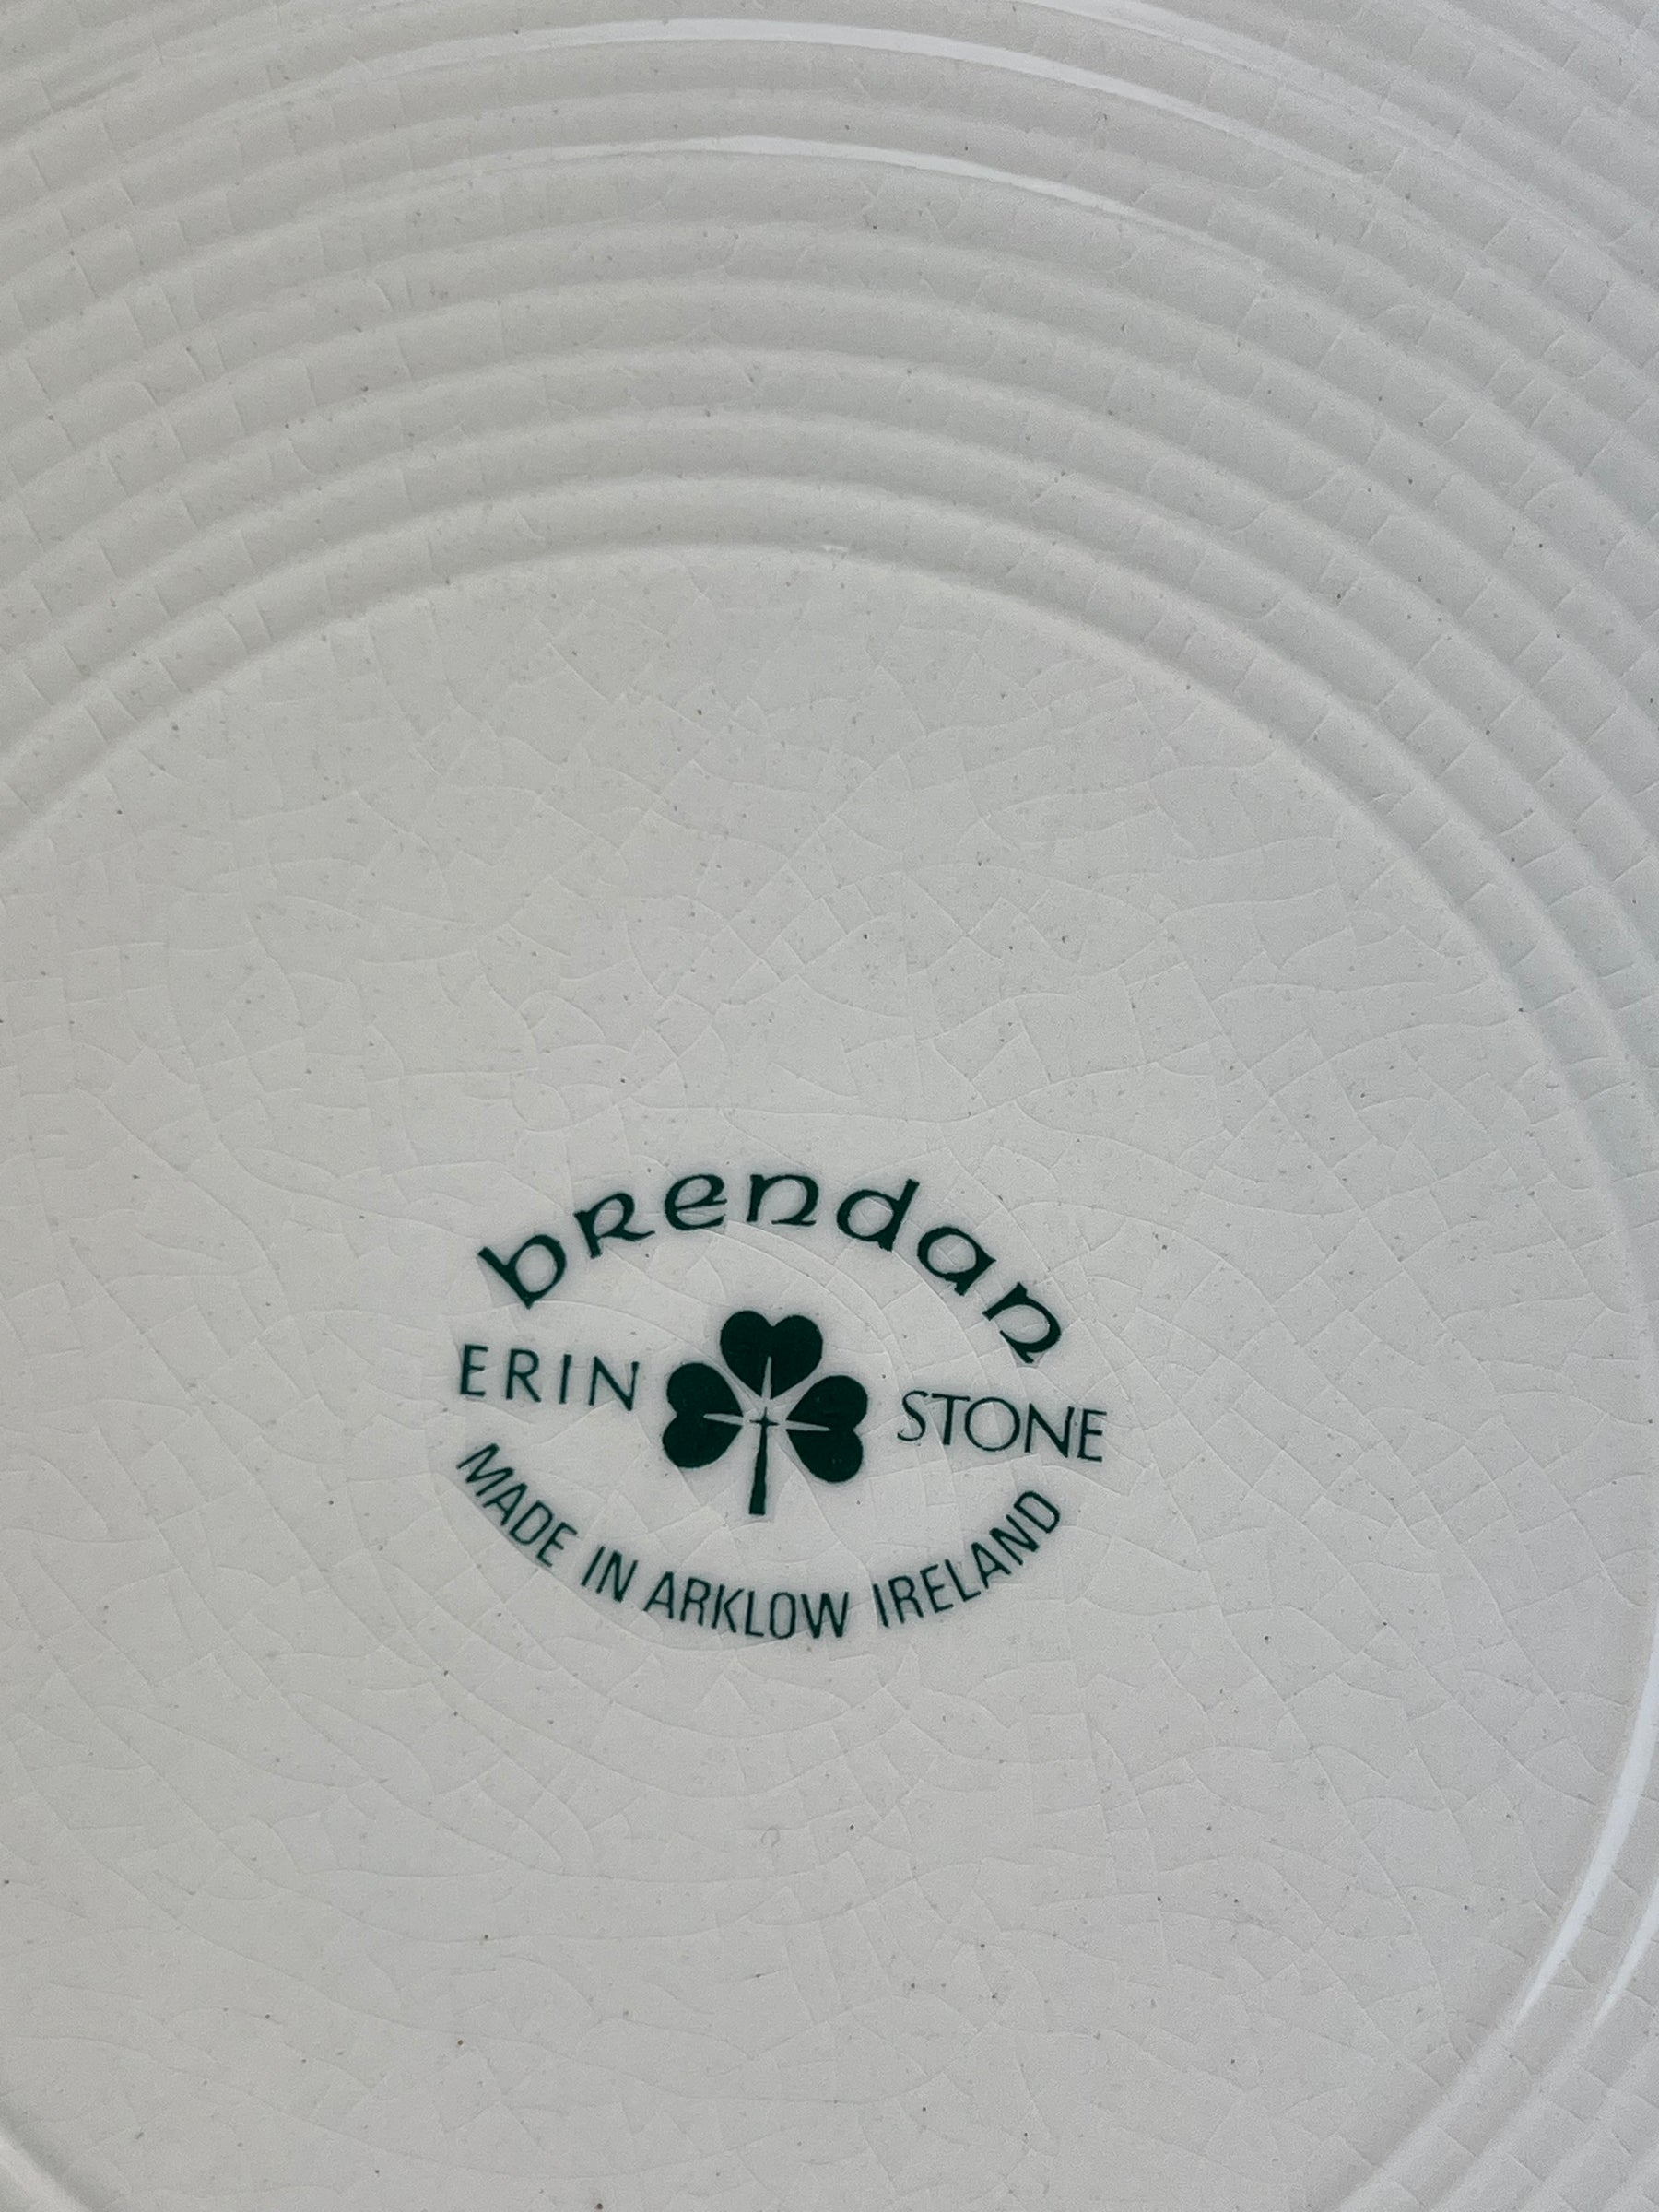 brendan
ERIN STONE
MADE IN ARKLOW IRELAND